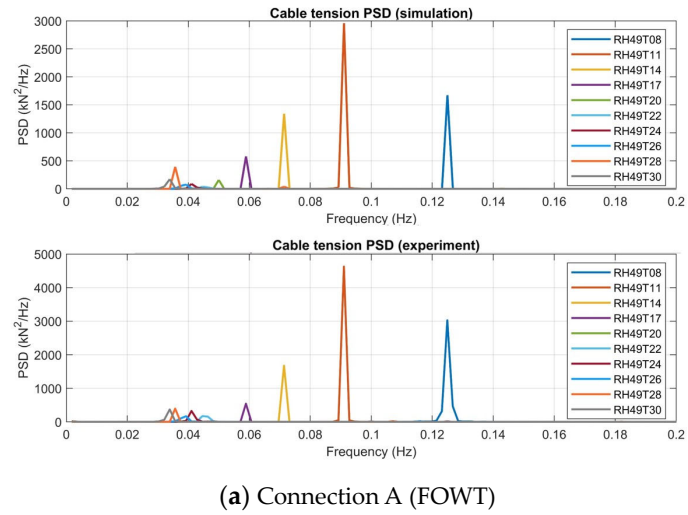 Cable tension PSD (simulation)
3000
2500
2000
1500
1000
500
0
PSD (kN²/Hz)
RH49T08
RH49T11
RH49T14
RH49T17
RH49T20
RH49T22
RH49T24
RH49T26
RH49T28
RH49T30
0 0.02 0.04 0.06 0.08 0.1 0.12 0.14 0.16 0.18 0.2
Frequency (Hz)
Cable tension PSD (experiment)
5000
4000
3000
2000
1000
0
PSD (kN²/Hz)
RH49T08
RH49T11
RH49T14
RH49T17
RH49T20
RH49T22
RH49T24
RH49T26
RH49T28
RH49T30
0 0.02 0.04 0.06 0.08 0.1 0.12 0.14 0.16 0.18 0.2
Frequency (Hz)
(a) Connection A (FOWT)